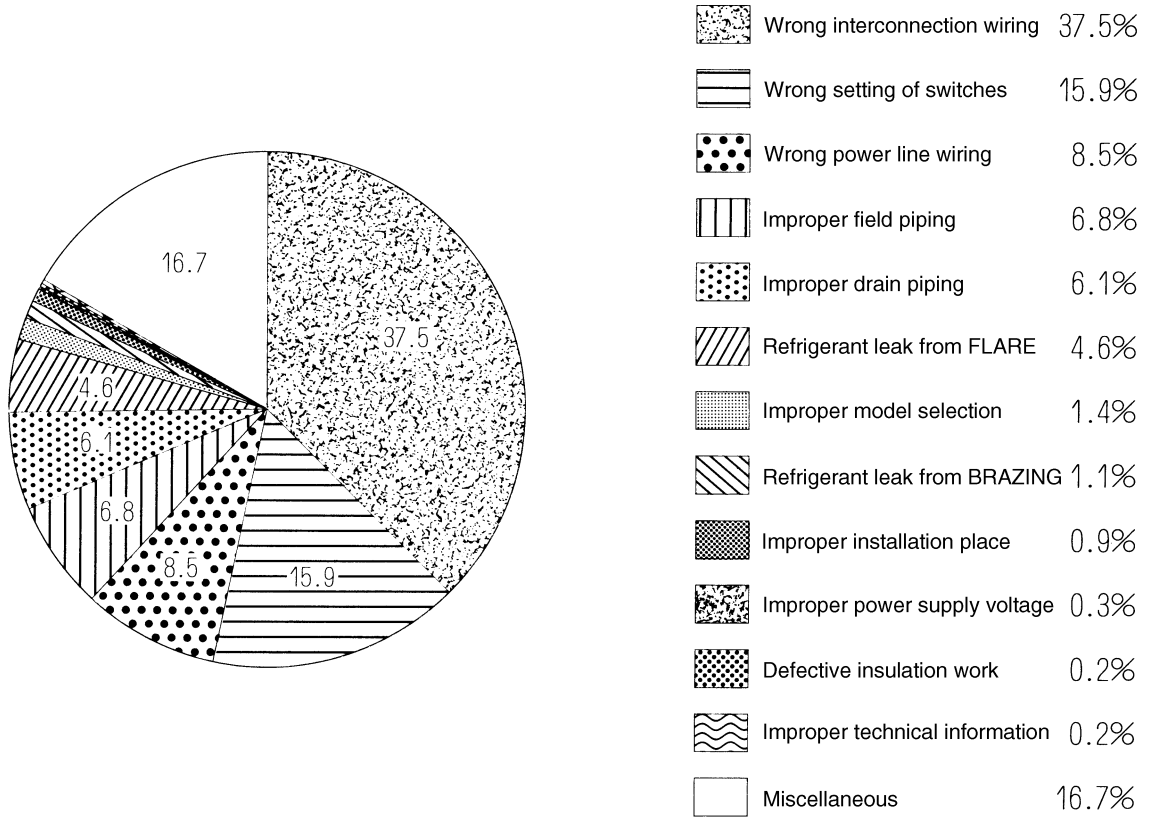 Wrong interconnection wiring 37.5%
Wrong setting of switches 15.9%
Wrong power line wiring 8.5%
Improper field piping 6.8%
Improper drain piping 6.1%
Refrigerant leak from FLARE 4.6%
Improper model selection 1.4%
Refrigerant leak from BRAZING 1.1%
Improper installation place 0.9%
Improper power supply voltage 0.3%
Defective insulation work 0.2%
Improper technical information 0.2%
Miscellaneous 16.7%
16.7
37.5
4.6
6.1
6.8
8.5
15.9